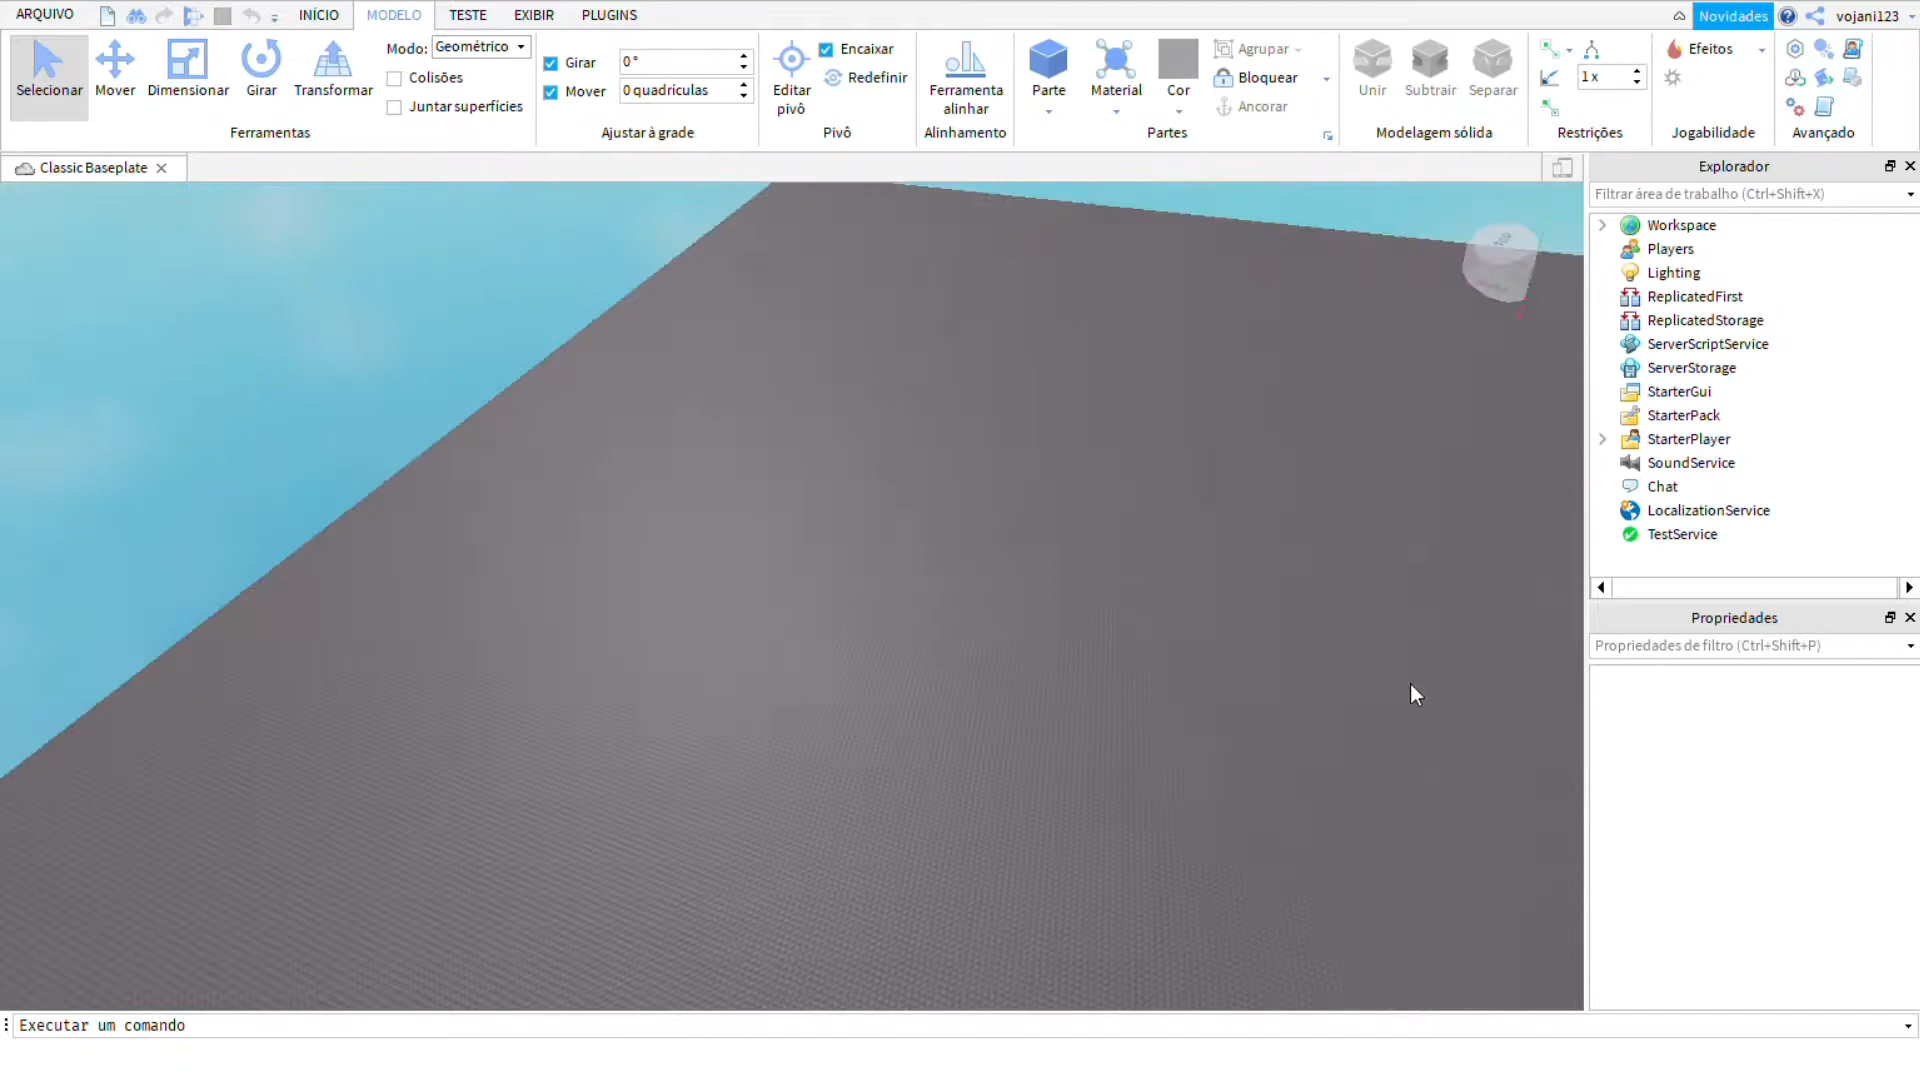 ARQUIVO INÍCIO MODELO TESTE EXIBIR PLUGINS Novidades vojani123
Selecionar Mover Dimensionar Girar Transformar
Modo: Geométrico
Colisões
Juntar superfícies
Ferramentas
Girar 0°
Mover 0 quadrículas
Ajustar à grade
Editar pivô
Encaixar
Redefinir
Pivô
Ferramenta alinhar
Alinhamento
Parte Material Cor
Agrupar
Bloquear
Ancorar
Partes
Unir Subtrair Separar
Modelagem sólida
1 x
Restrições
Efeitos
Jogabilidade
Avançado
Classic Baseplate
Explorador
Filtrar área de trabalho (Ctrl+Shift+X)
Workspace
Players
Lighting
ReplicatedFirst
ReplicatedStorage
ServerScriptService
ServerStorage
StarterGui
StarterPack
StarterPlayer
SoundService
Chat
LocalizationService
TestService
Propriedades
Propriedades de filtro (Ctrl+Shift+P)
Executar um comando